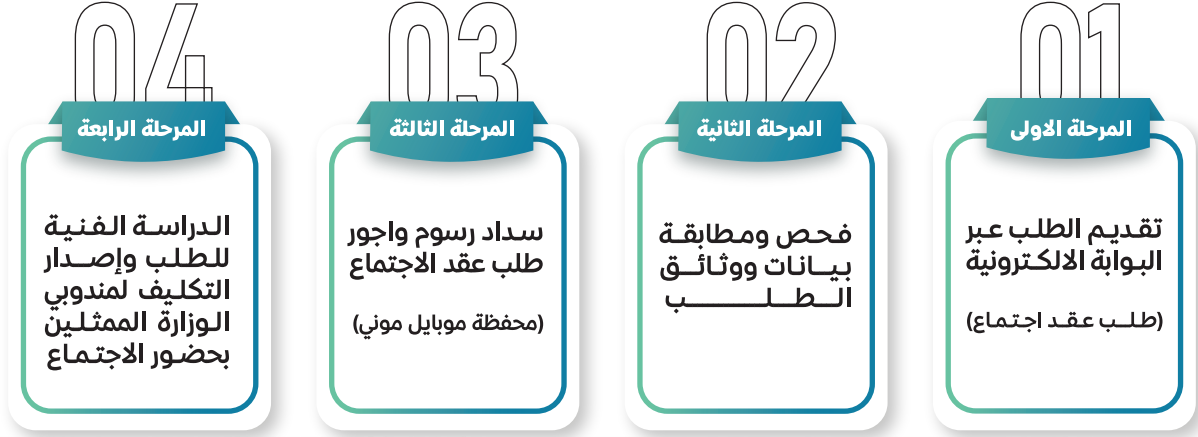 01
المرحلة الاولى
تقديم الطلب عبر
البوابة الالكترونية
(طلب عقد اجتماع)
02
المرحلة الثانية
فحص ومطابقة
بيانات ووثائق
الطلب
03
المرحلة الثالثة
سداد رسوم واجور
طلب عقد الاجتماع
(محفظة موبايل موني)
04
المرحلة الرابعة
الدراسة الفنية
للطلب وإصدار
التكليف لمندوبي
الوزارة الممثلين
بحضور الاجتماع